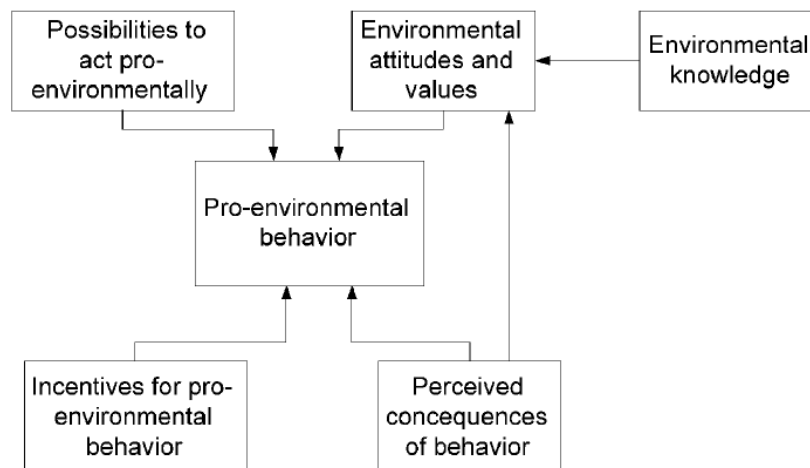 Possibilities to
act pro-
environmentally
Environmental
attitudes and
values
Environmental
knowledge
Pro-environmental
behavior
Incentives for pro-
environmental
behavior
Perceived
concequences
of behavior